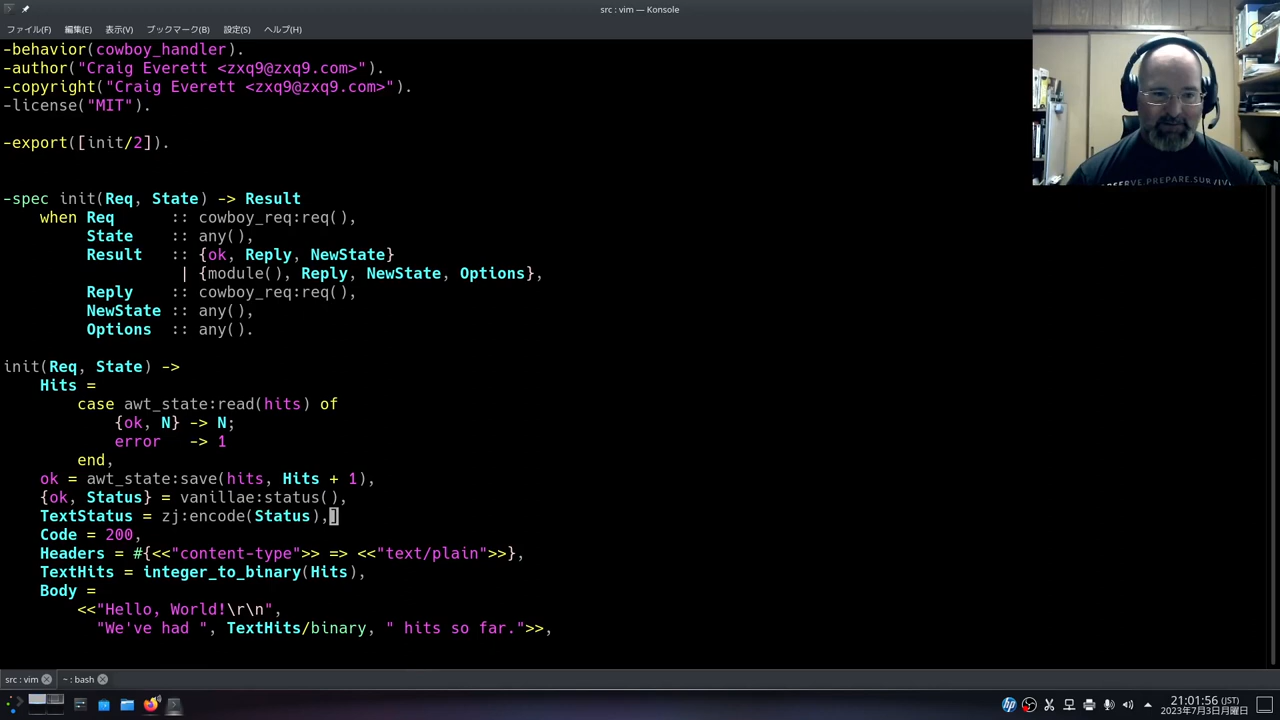 src : vim — Konsole
ファイル(F) 編集(E) 表示(V) ブックマーク(B) 設定(S) ヘルプ(H)
-behavior(cowboy_handler).
-author("Craig Everett <zxq9@zxq9.com>").
-copyright("Craig Everett <zxq9@zxq9.com>").
-license("MIT").
-export([init/2]).
-spec init(Req, State) -> Result
when Req :: cowboy_req:req(),
State :: any(),
Result :: {ok, Reply, NewState}
| {module(), Reply, NewState, Options},
Reply :: cowboy_req:req(),
NewState :: any(),
Options :: any().
init(Req, State) ->
Hits =
case awt_state:read(hits) of
{ok, N} -> N;
error -> 1
end,
ok = awt_state:save(hits, Hits + 1),
{ok, Status} = vanillae:status(),
TextStatus = zj:encode(Status),]
Code = 200,
Headers = #{<<"content-type">> => <<"text/plain">>},
TextHits = integer_to_binary(Hits),
Body =
<<"Hello, World!\r\n",
"We've had ", TextHits/binary, " hits so far.">>,
src : vim ~ : bash
21:01:56 (JST)
2023年7月3日月曜日